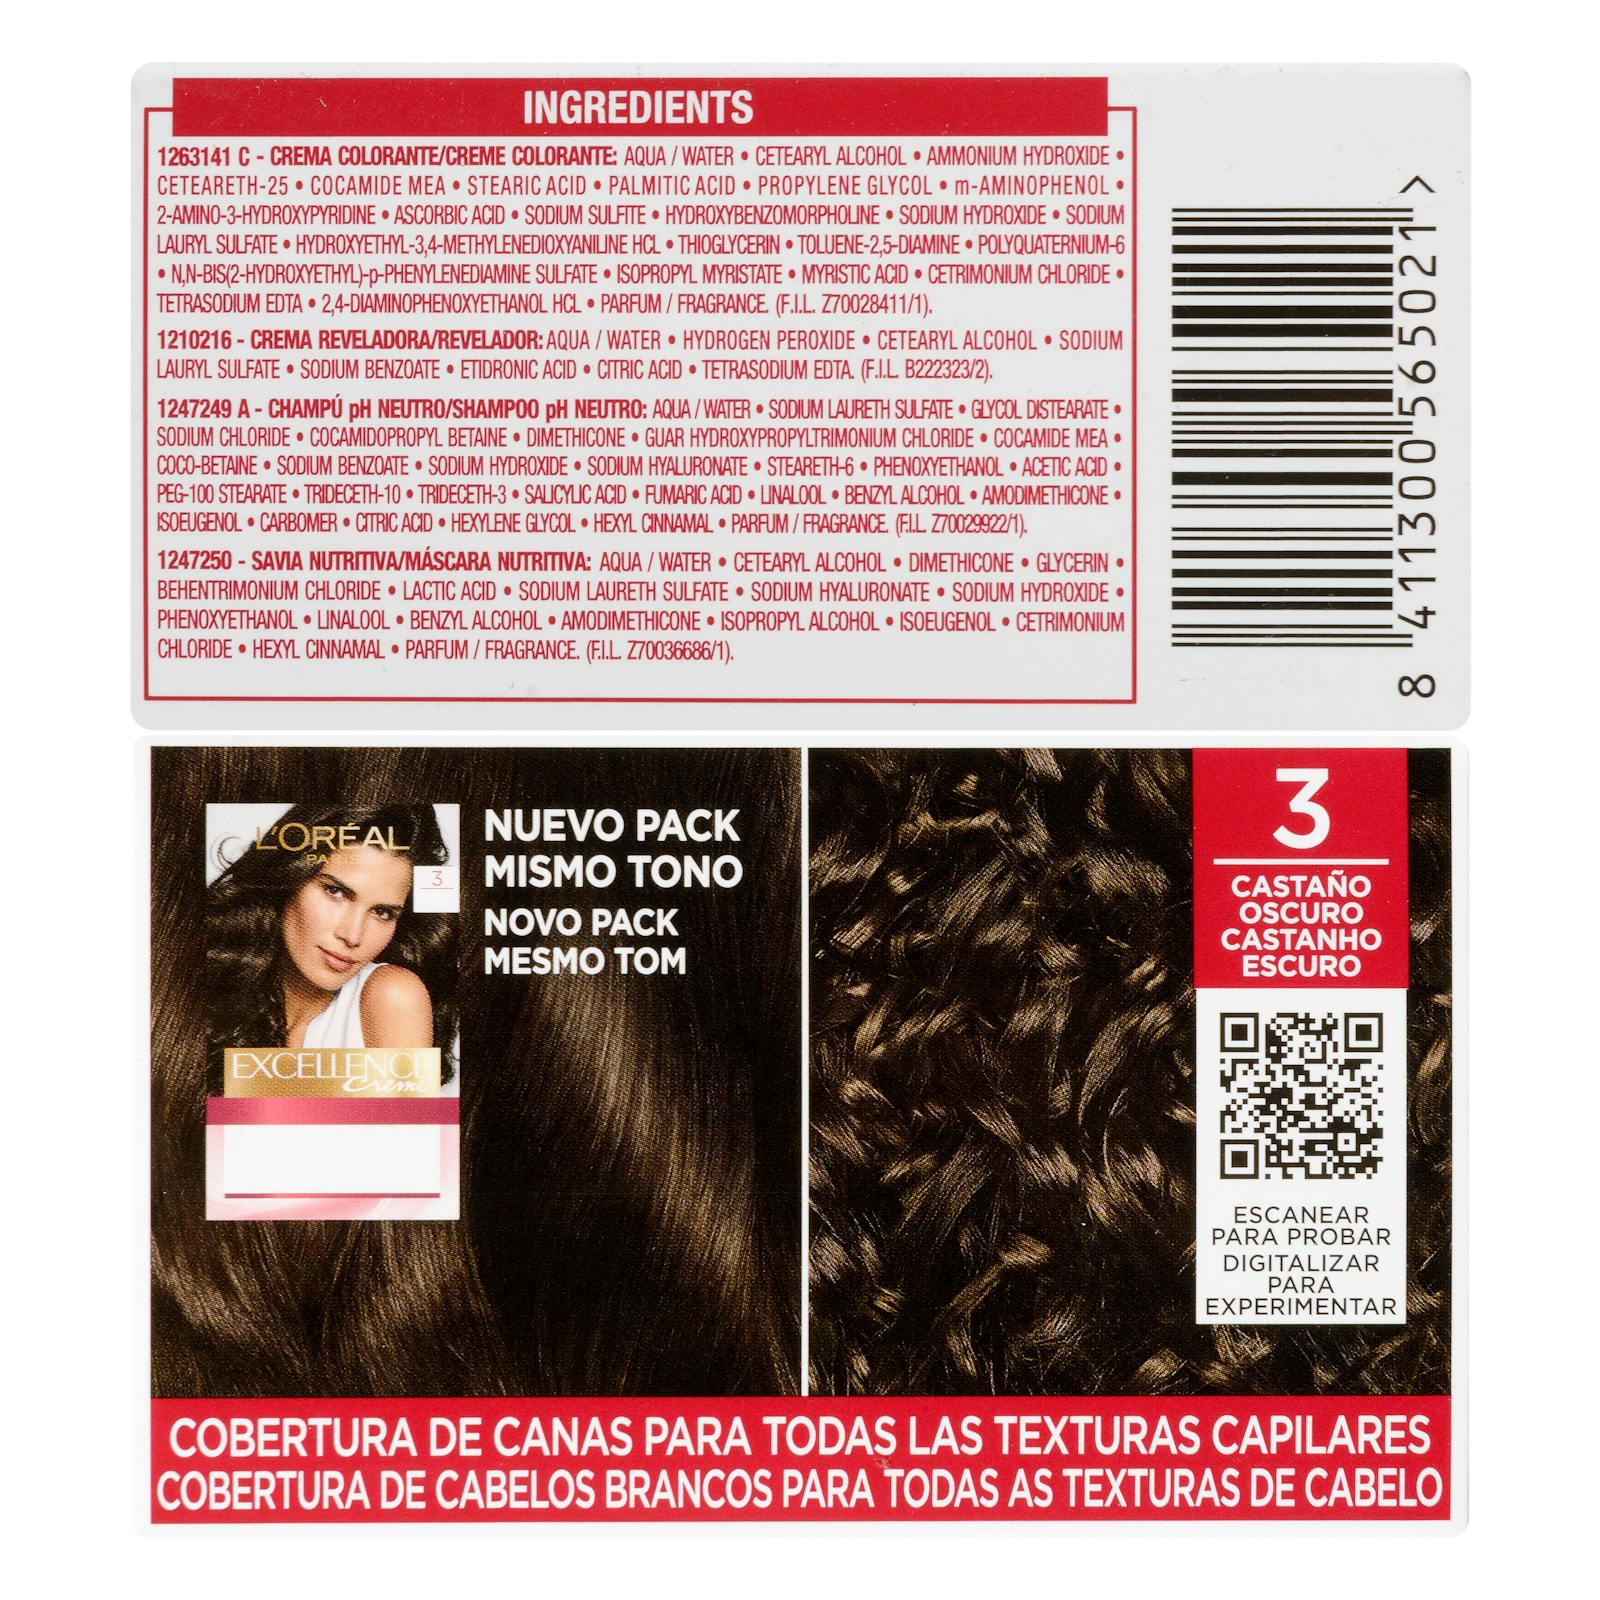 INGREDIENTS
1263141 C - CREMA COLORANTE/CREME COLORANTE: AQUA / WATER • CETEARYL ALCOHOL • AMMONIUM HYDROXIDE •
CETEARETH-25 • COCAMIDE MEA • STEARIC ACID • PALMITIC ACID • PROPYLENE GLYCOL • m-AMINOPHENOL •
2-AMINO-3-HYDROXYPYRIDINE • ASCORBIC ACID • SODIUM SULFITE • HYDROXYBENZOMORPHOLINE • SODIUM HYDROXIDE • SODIUM
LAURYL SULFATE • HYDROXYETHYL-3,4-METHYLENEDIOXYANILINE HCL • THIOGLYCERIN • TOLUENE-2,5-DIAMINE • POLYQUATERNIUM-6
• N,N-BIS(2-HYDROXYETHYL)-p-PHENYLENEDIAMINE SULFATE • ISOPROPYL MYRISTATE • MYRISTIC ACID • CETRIMONIUM CHLORIDE •
TETRASODIUM EDTA • 2,4-DIAMINOPHENOXYETHANOL HCL • PARFUM / FRAGRANCE. (F.I.L. Z70028411/1).
1210216 - CREMA REVELADORA/REVELADOR: AQUA / WATER • HYDROGEN PEROXIDE • CETEARYL ALCOHOL • SODIUM
LAURYL SULFATE • SODIUM BENZOATE • ETIDRONIC ACID • CITRIC ACID • TETRASODIUM EDTA. (F.I.L. B222323/2).
1247249 A - CHAMPÚ pH NEUTRO/SHAMPOO pH NEUTRO: AQUA / WATER • SODIUM LAURETH SULFATE • GLYCOL DISTEARATE •
SODIUM CHLORIDE • COCAMIDOPROPYL BETAINE • DIMETHICONE • GUAR HYDROXYPROPYLTRIMONIUM CHLORIDE • COCAMIDE MEA •
COCO-BETAINE • SODIUM BENZOATE • SODIUM HYDROXIDE • SODIUM HYALURONATE • STEARETH-6 • PHENOXYETHANOL • ACETIC ACID •
PEG-100 STEARATE • TRIDECETH-10 • TRIDECETH-3 • SALICYLIC ACID • FUMARIC ACID • LINALOOL • BENZYL ALCOHOL • AMODIMETHICONE •
ISOEUGENOL • CARBOMER • CITRIC ACID • HEXYLENE GLYCOL • HEXYL CINNAMAL • PARFUM / FRAGRANCE. (F.I.L. Z70029922/1).
1247250 - SAVIA NUTRITIVA/MÁSCARA NUTRITIVA: AQUA / WATER • CETEARYL ALCOHOL • DIMETHICONE • GLYCERIN •
BEHENTRIMONIUM CHLORIDE • LACTIC ACID • SODIUM LAURETH SULFATE • SODIUM HYALURONATE • SODIUM HYDROXIDE •
PHENOXYETHANOL • LINALOOL • BENZYL ALCOHOL • AMODIMETHICONE • ISOPROPYL ALCOHOL • ISOEUGENOL • CETRIMONIUM
CHLORIDE • HEXYL CINNAMAL • PARFUM / FRAGRANCE. (F.I.L. Z70036686/1).
8 411300 565021 >
L'ORÉAL
PARIS
3
EXCELLENCE
Creme
NUEVO PACK
MISMO TONO
NOVO PACK
MESMO TOM
3
CASTAÑO
OSCURO
CASTANHO
ESCURO
ESCANEAR
PARA PROBAR
DIGITALIZAR
PARA
EXPERIMENTAR
COBERTURA DE CANAS PARA TODAS LAS TEXTURAS CAPILARES
COBERTURA DE CABELOS BRANCOS PARA TODAS AS TEXTURAS DE CABELO